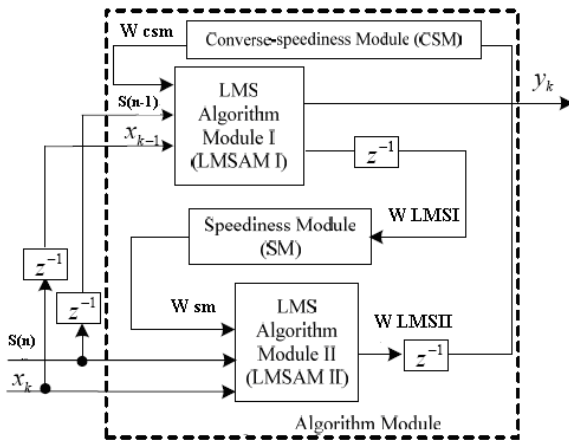 W csm
Converse-speediness Module (CSM)
S(n-1)
LMS
Algorithm
Module I
(LMSAM I)
y_k
x_{k-1}
z^{-1}
W LMSI
Speediness Module
(SM)
z^{-1}
z^{-1}
W sm
LMS
Algorithm
Module II
(LMSAM II)
W LMSII
z^{-1}
S(n)
x_k
Algorithm Module